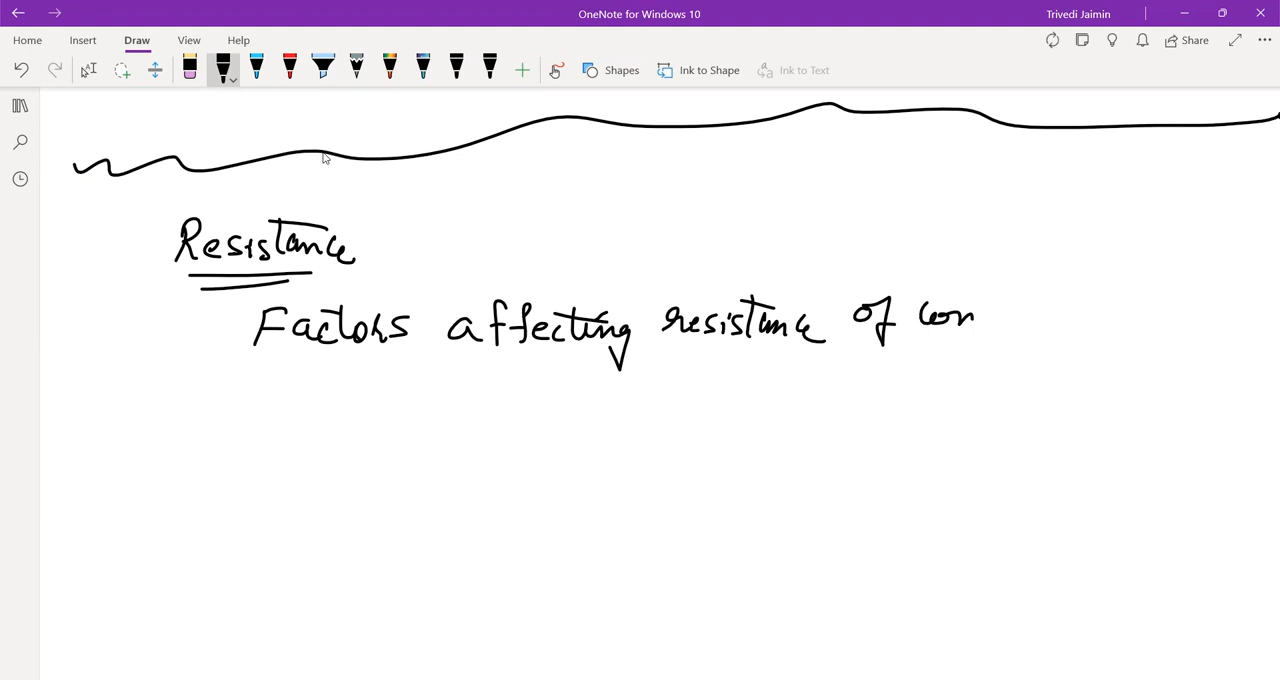 OneNote for Windows 10
Trivedi Jaimin
Home Insert Draw View Help
Share
Shapes Ink to Shape Ink to Text
Resistance
Factors affecting resistance of con